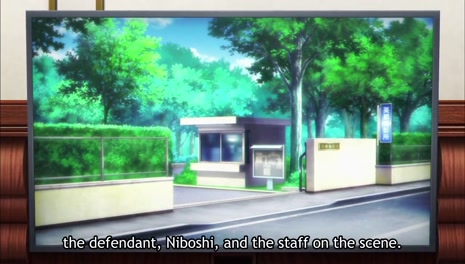 the defendant, Niboshi, and the staff on the scene.